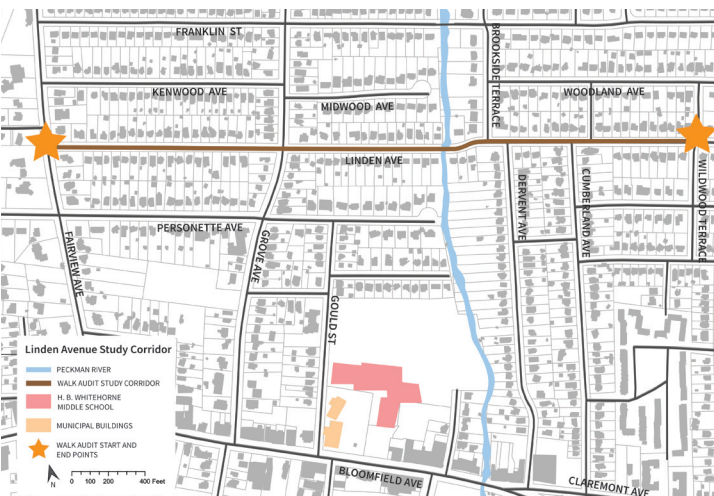 FRANKLIN ST
BROOKSIDE TERRACE
KENWOOD AVE
WOODLAND AVE
MIDWOOD AVE
LINDEN AVE
WILDWOOD TERRACE
DERVENT AVE
CUMBERLAND AVE
PERSONETTE AVE
FAIRVIEW AVE
GROVE AVE
GOULD ST
Linden Avenue Study Corridor
PECKMAN RIVER
WALK AUDIT STUDY CORRIDOR
H. B. WHITEHORNE
MIDDLE SCHOOL
MUNICIPAL BUILDINGS
WALK AUDIT START AND
END POINTS
N
0 100 200 400 Feet
BLOOMFIELD AVE
CLAREMONT AVE